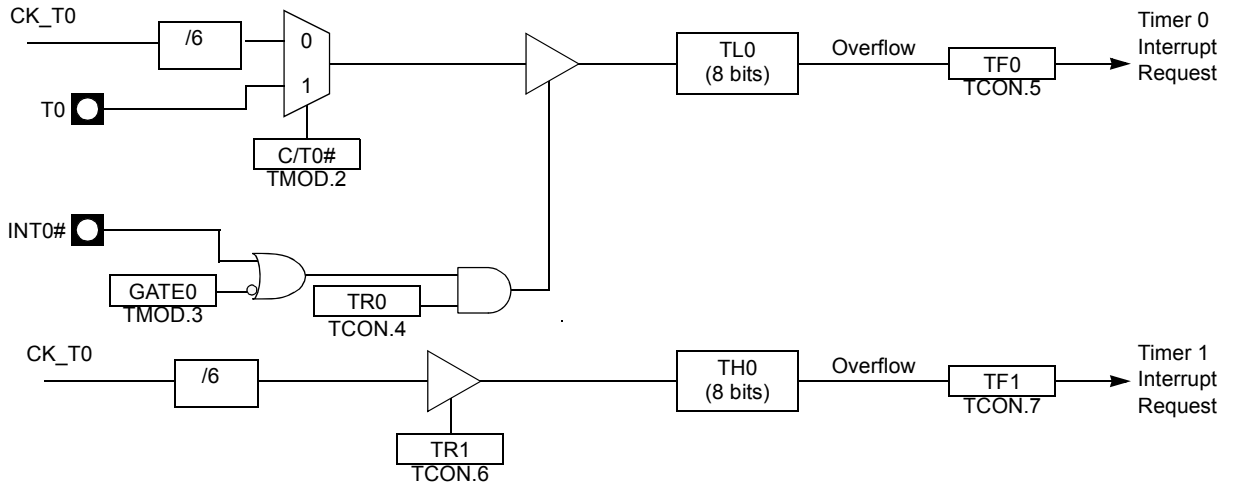 CK_T0
/6
0
1
T0
C/T0#
TMOD.2
TL0
(8 bits)
Overflow
TF0
TCON.5
Timer 0
Interrupt
Request
INT0#
GATE0
TMOD.3
TR0
TCON.4
CK_T0
/6
TR1
TCON.6
TH0
(8 bits)
Overflow
TF1
TCON.7
Timer 1
Interrupt
Request